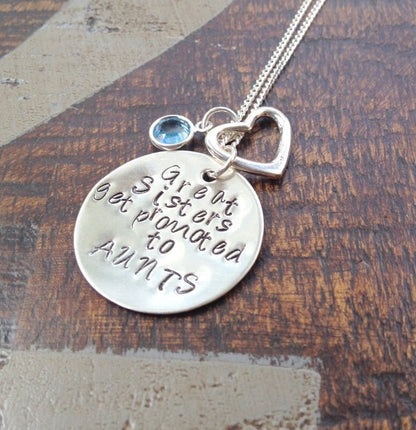 Great
Sisters
get promoted
to
AUNTS